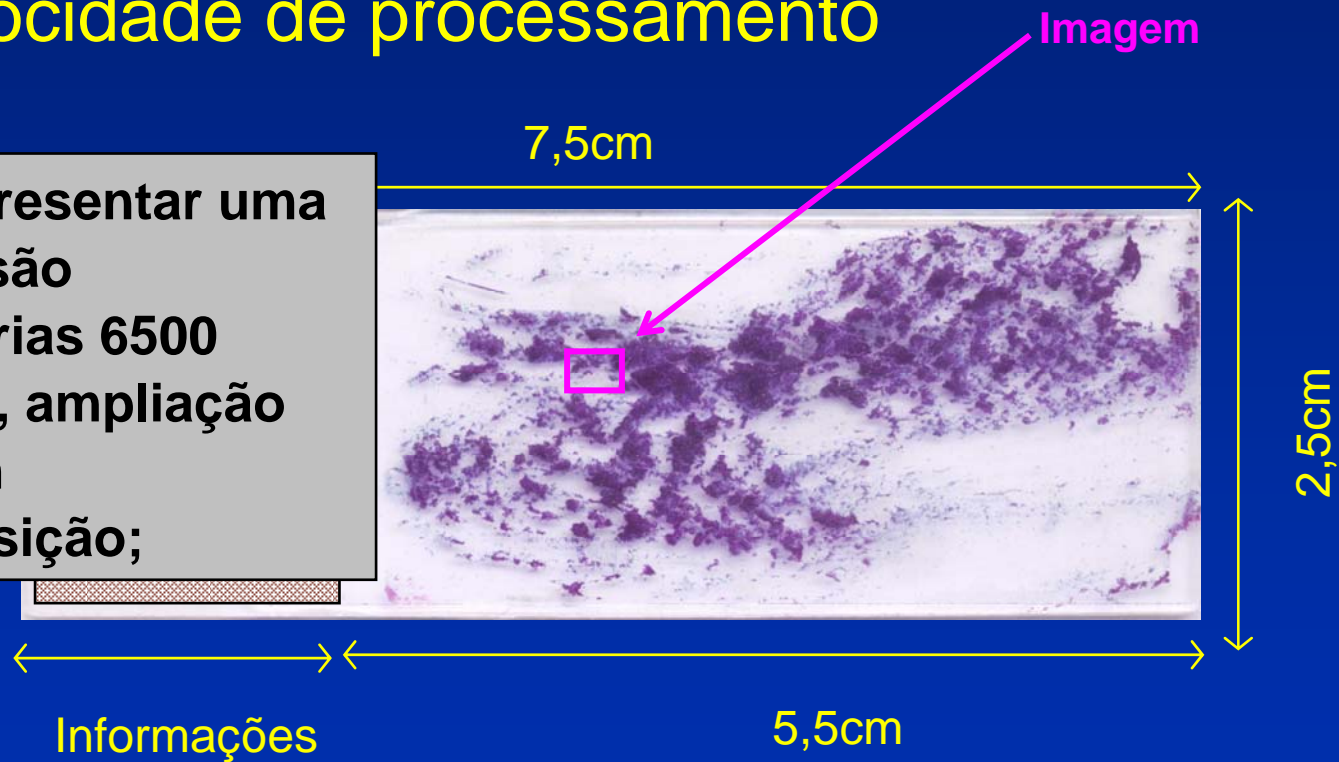 ocidade de processamento
Imagem
7,5cm
resentar uma
são
rias 6500
, ampliação
sição;
2,5cm
Informações
5,5cm